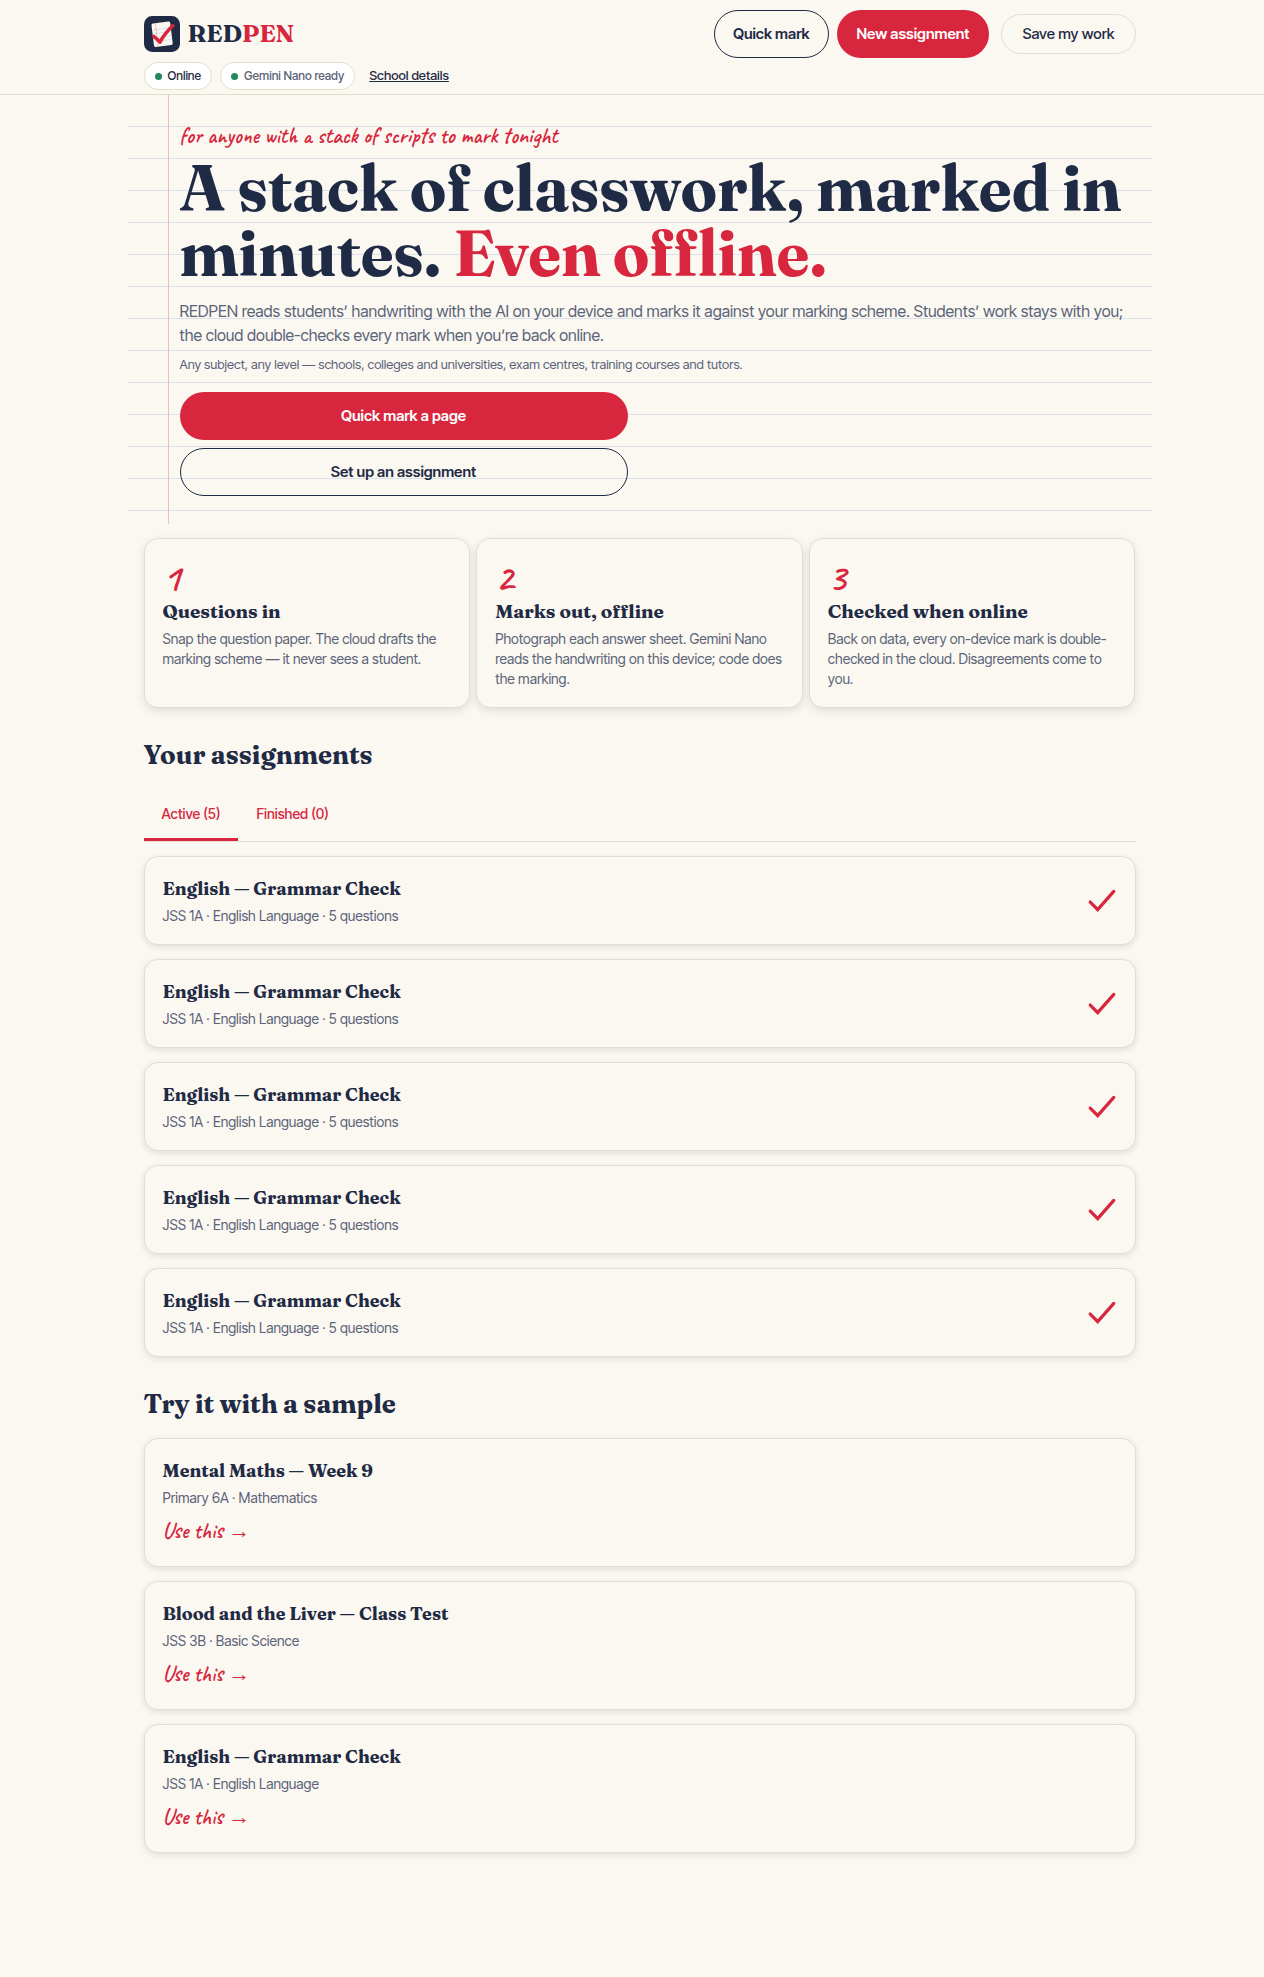 REDPEN
Quick mark
New assignment
Save my work
Online
Gemini Nano ready
School details
for anyone with a stack of scripts to mark tonight
A stack of classwork, marked in
minutes. Even offline.
REDPEN reads students’ handwriting with the AI on your device and marks it against your marking scheme. Students’ work stays with you;
the cloud double-checks every mark when you’re back online.
Any subject, any level — schools, colleges and universities, exam centres, training courses and tutors.
Quick mark a page
Set up an assignment
1
Questions in
Snap the question paper. The cloud drafts the
marking scheme — it never sees a student.
2
Marks out, offline
Photograph each answer sheet. Gemini Nano
reads the handwriting on this device; code does
the marking.
3
Checked when online
Back on data, every on-device mark is double-
checked in the cloud. Disagreements come to
you.
Your assignments
Active (5)
Finished (0)
English — Grammar Check
JSS 1A · English Language · 5 questions
English — Grammar Check
JSS 1A · English Language · 5 questions
English — Grammar Check
JSS 1A · English Language · 5 questions
English — Grammar Check
JSS 1A · English Language · 5 questions
English — Grammar Check
JSS 1A · English Language · 5 questions
Try it with a sample
Mental Maths — Week 9
Primary 6A · Mathematics
Use this →
Blood and the Liver — Class Test
JSS 3B · Basic Science
Use this →
English — Grammar Check
JSS 1A · English Language
Use this →